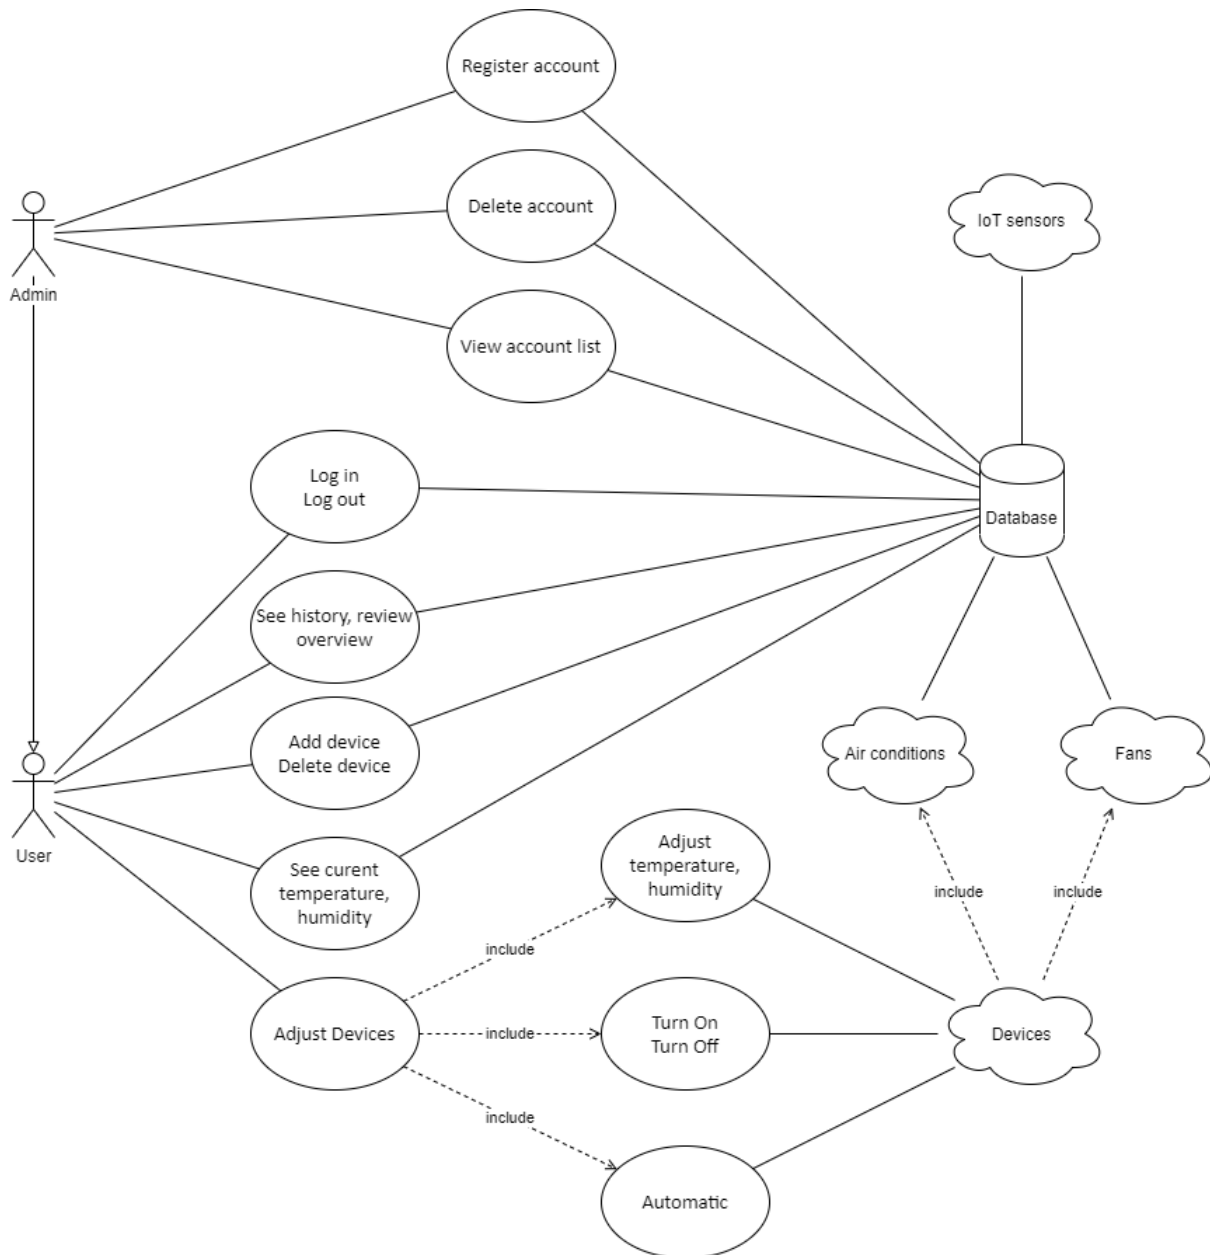 Register account
Delete account
IoT sensors
Admin
View account list
Log in
Log out
Database
See history, review
overview
Add device
Delete device
Air conditions
Fans
User
See curent
temperature,
humidity
Adjust
temperature,
humidity
include
include
include
Adjust Devices
include
Turn On
Turn Off
Devices
include
Automatic